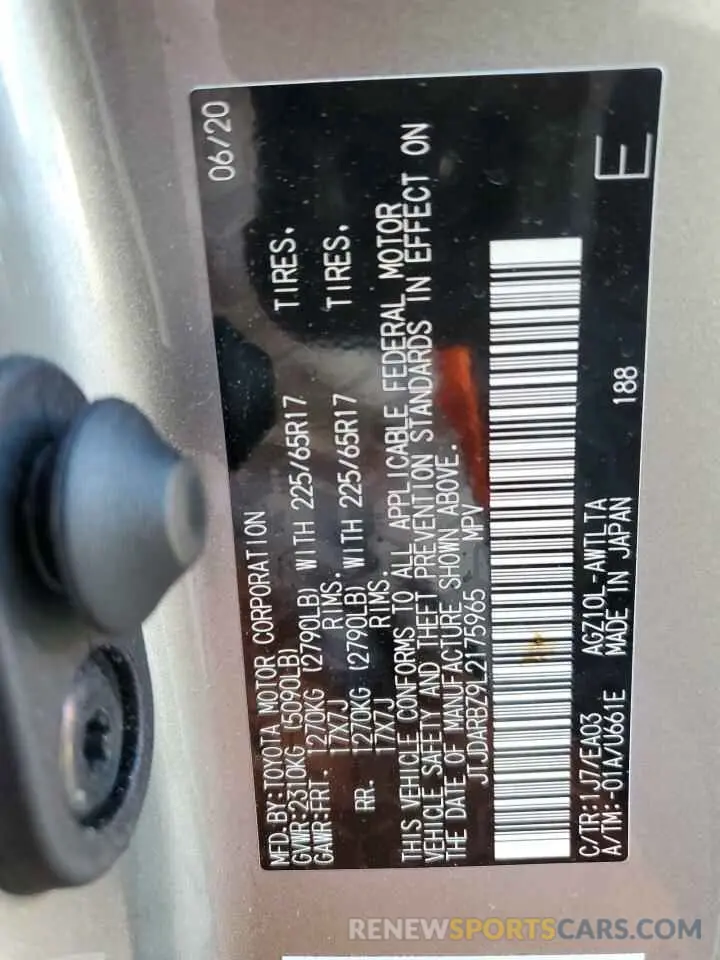 MFD.BY:TOYOTA MOTOR CORPORATION 06/20
GVWR:2310KG (5090LB)
GAWR:FRT. 1270KG (2790LB) WITH 225/65R17 TIRES.
17X7J RIMS.
RR. 1270KG (2790LB) WITH 225/65R17 TIRES.
17X7J RIMS.
THIS VEHICLE CONFORMS TO ALL APPLICABLE FEDERAL MOTOR
VEHICLE SAFETY AND THEFT PREVENTION STANDARDS IN EFFECT ON
THE DATE OF MANUFACTURE SHOWN ABOVE.
JTJDARBZ9L2175965 MPV
C/TR:1J7/EA03 AGZ10L-AWTLTA 188 E
A/TM:-01A/U661E MADE IN JAPAN
RENEWSPORTSCARS.COM